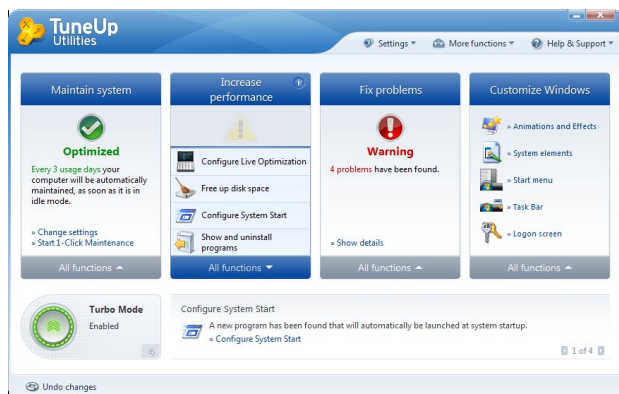 TuneUp
Utilities
Settings
More functions
Help & Support
Maintain system
Optimized
Every 3 usage days your
computer will be automatically
maintained, as soon as it is in
idle mode.
» Change settings
» Start 1-Click Maintenance
All functions
Increase
performance
Configure Live Optimization
Free up disk space
Configure System Start
Show and uninstall
programs
All functions
Fix problems
Warning
4 problems have been found.
» Show details
All functions
Customize Windows
» Animations and Effects
» System elements
» Start menu
» Task Bar
» Logon screen
All functions
Turbo Mode
Enabled
Configure System Start
A new program has been found that will automatically be launched at system startup.
» Configure System Start
1 of 4
Undo changes